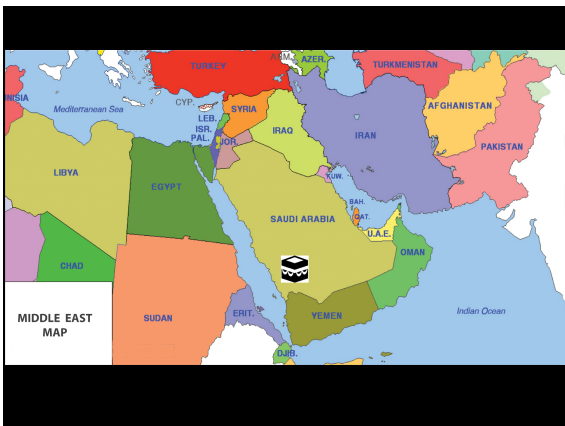 TURKEY
ARM.
AZER.
TURKMENISTAN
NISIA
Mediterranean Sea
CYP.
SYRIA
AFGHANISTAN
LEB.
ISR.
PAL.
JOR.
IRAQ
IRAN
PAKISTAN
LIBYA
EGYPT
KUW.
SAUDI ARABIA
BAH.
QAT.
U.A.E.
OMAN
CHAD
MIDDLE EAST
MAP
SUDAN
ERIT.
YEMEN
Indian Ocean
DJIB.